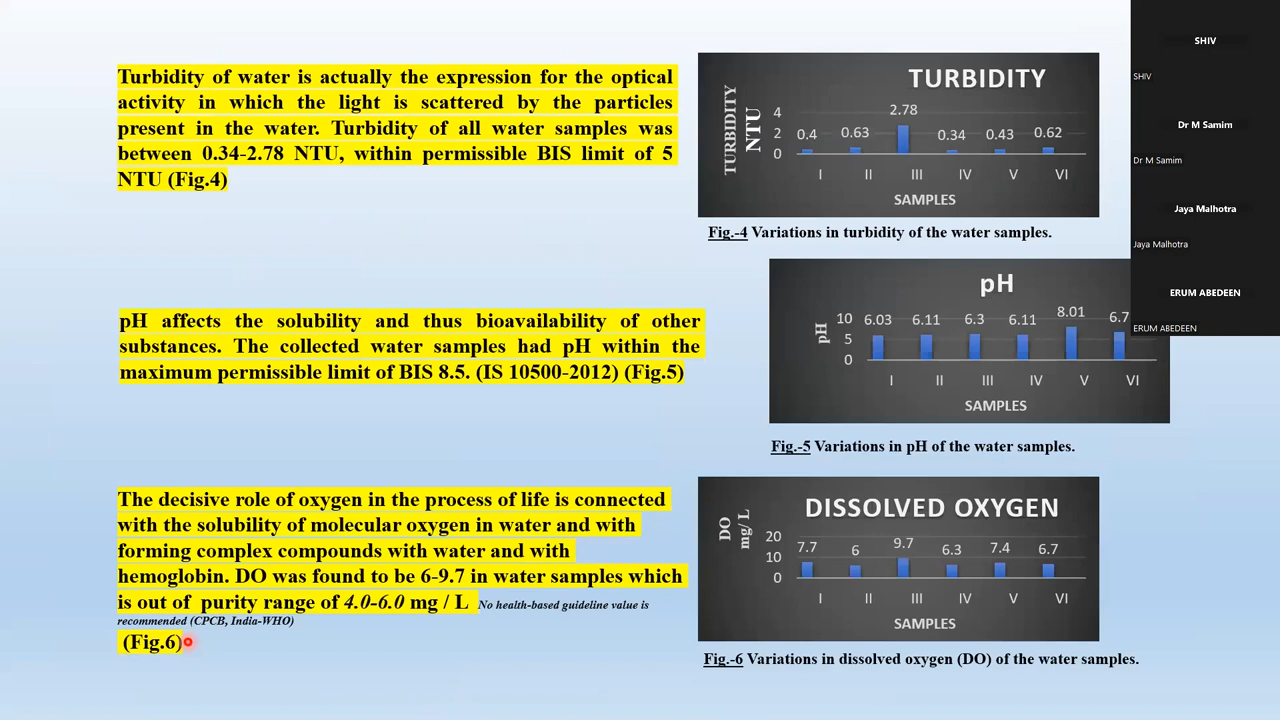 Turbidity of water is actually the expression for the optical
activity in which the light is scattered by the particles
present in the water. Turbidity of all water samples was
between 0.34-2.78 NTU, within permissible BIS limit of 5
NTU (Fig.4)
TURBIDITY
TURBIDITY
NTU
4
2
0
0.4
0.63
2.78
0.34
0.43
0.62
I
II
III
IV
V
VI
SAMPLES
Fig.-4 Variations in turbidity of the water samples.
pH affects the solubility and thus bioavailability of other
substances. The collected water samples had pH within the
maximum permissible limit of BIS 8.5. (IS 10500-2012) (Fig.5)
pH
pH
10
5
0
6.03
6.11
6.3
6.11
8.01
6.7
I
II
III
IV
V
VI
SAMPLES
Fig.-5 Variations in pH of the water samples.
The decisive role of oxygen in the process of life is connected
with the solubility of molecular oxygen in water and with
forming complex compounds with water and with
hemoglobin. DO was found to be 6-9.7 in water samples which
is out of purity range of 4.0-6.0 mg / L No health-based guideline value is
recommended (CPCB, India-WHO)
(Fig.6)
DISSOLVED OXYGEN
DO
mg/ L
20
10
0
7.7
6
9.7
6.3
7.4
6.7
I
II
III
IV
V
VI
SAMPLES
Fig.-6 Variations in dissolved oxygen (DO) of the water samples.
SHIV
SHIV
Dr M Samim
Dr M Samim
Jaya Malhotra
Jaya Malhotra
ERUM ABEDEEN
ERUM ABEDEEN